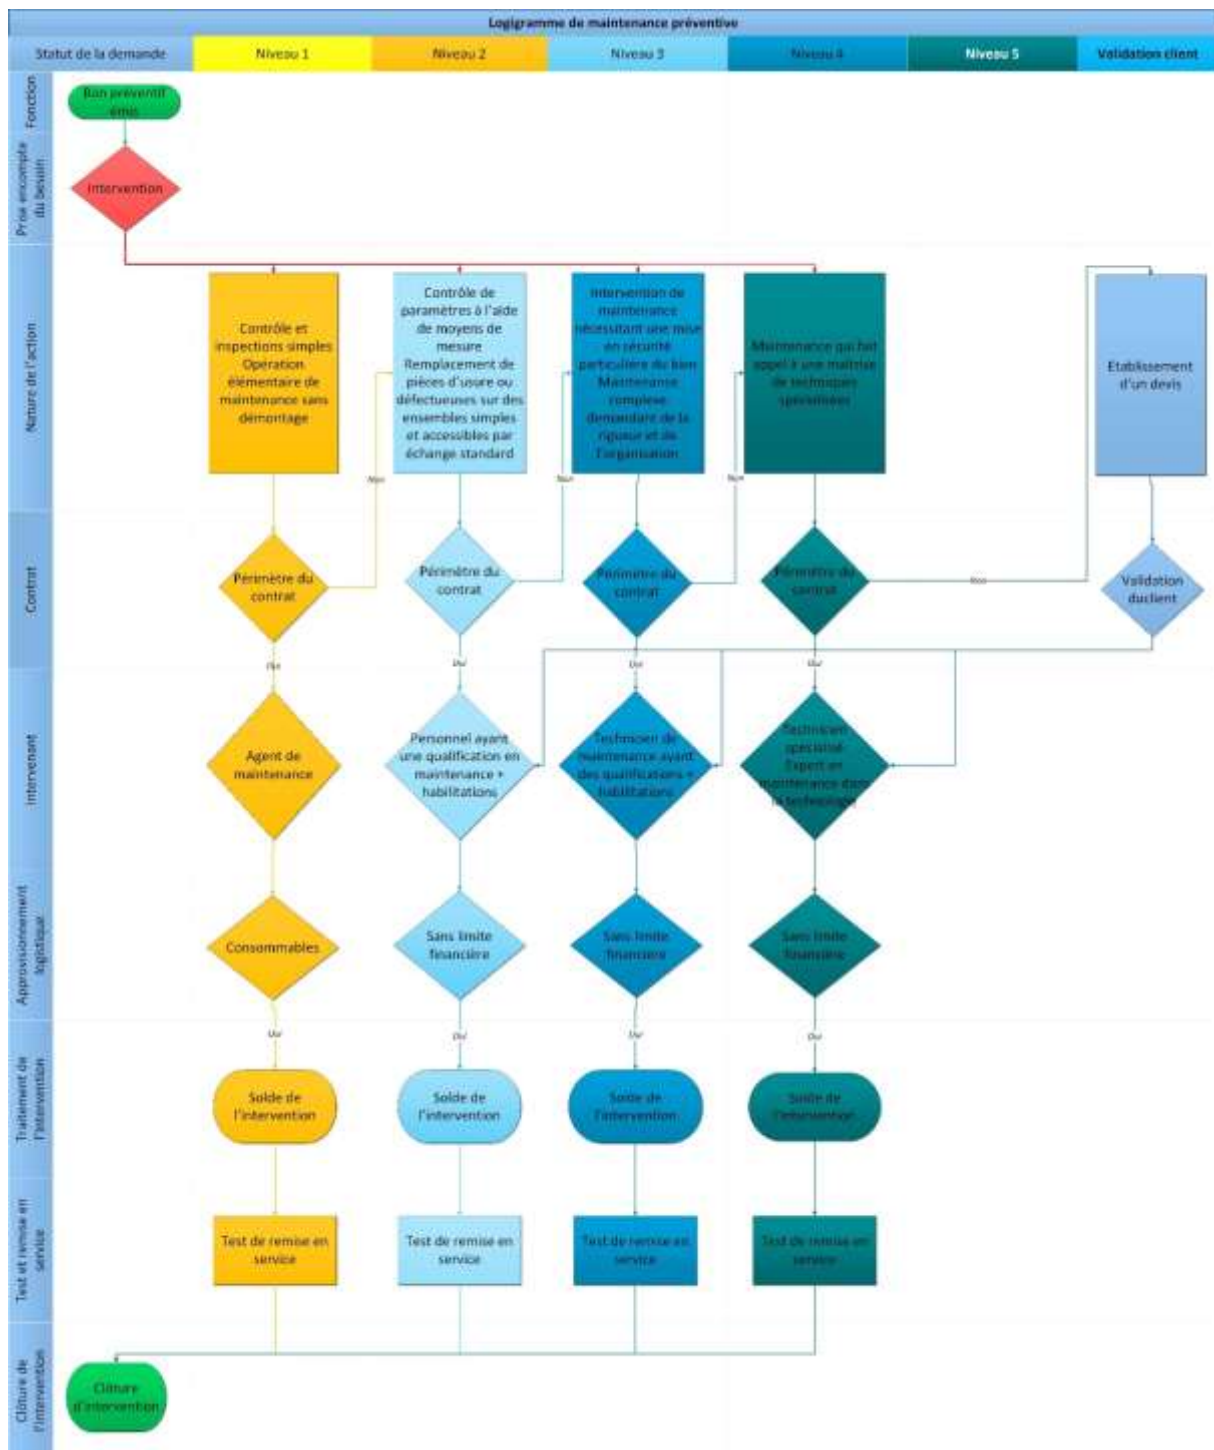 Logigramme de maintenance préventive
Statut de la demande
Niveau 1
Niveau 2
Niveau 3
Niveau 4
Niveau 5
Validation client
Fonction
Bon préventif
émis
Prise encompte
du besoin
Intervention
Nature de l'action
Contrôle et
inspections simples
Opération
élémentaire de
maintenance sans
démontage
Contrôle de
paramètres à l'aide
de moyens de
mesure
Remplacement de
pièces d'usure ou
défectueuses sur des
ensembles simples
et accessibles par
échange standard
Intervention de
maintenance
nécessitant une mise
en sécurité
particulière du bien
Maintenance
complexe
demandant de la
rigueur et de
l'organisation
Maintenance qui fait
appel à une maitrise
de techniques
spécialisées
Etablissement
d'un devis
Non
Non
Non
Contrat
Périmètre du
contrat
Périmètre du
contrat
Périmètre du
contrat
Périmètre du
contrat
Non
Validation
duclient
Oui
Oui
Oui
Oui
Intervenant
Agent de
maintenance
Personnel ayant
une qualification en
maintenance +
habilitations
Technicien de
maintenance ayant
des qualifications +
habilitations
Technicien
spécialisé
Expert en
maintenance dans
la technologie
Approvisionnement
logistique
Consommables
Sans limite
financière
Sans limite
financière
Sans limite
financière
Oui
Oui
Oui
Oui
Traitement de
l'intervention
Solde de
l'intervention
Solde de
l'intervention
Solde de
l'intervention
Solde de
l'intervention
Test et remise en
service
Test de remise en
service
Test de remise en
service
Test de remise en
service
Test de remise en
service
Clôture de
l'intervention
Clôture
d'intervention